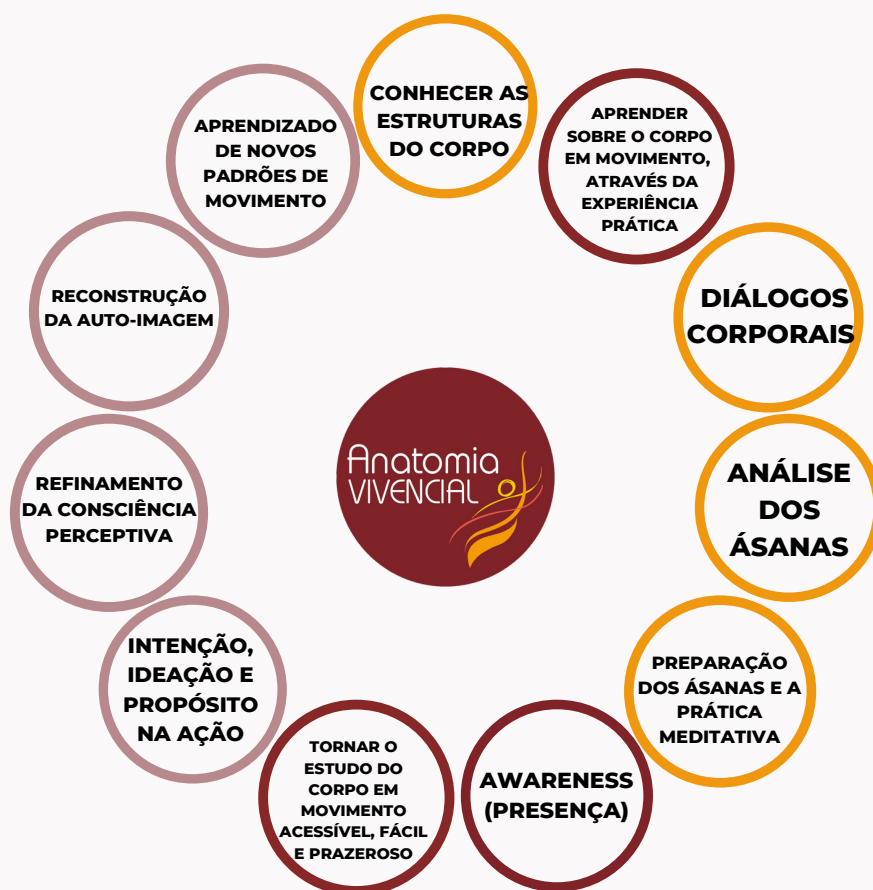 CONHECER AS
ESTRUTURAS
DO CORPO
APRENDER
SOBRE O CORPO
EM MOVIMENTO,
ATRAVÉS DA
EXPERIÊNCIA
PRÁTICA
DIÁLOGOS
CORPORAIS
ANÁLISE
DOS
ÁSANAS
PREPARAÇÃO
DOS ÁSANAS E A
PRÁTICA
MEDITATIVA
AWARENESS
(PRESENÇA)
TORNAR O
ESTUDO DO
CORPO EM
MOVIMENTO
ACESSÍVEL, FÁCIL
E PRAZEROSO
INTENÇÃO,
IDEAÇÃO E
PROPÓSITO
NA AÇÃO
REFINAMENTO
DA CONSCIÊNCIA
PERCEPTIVA
RECONSTRUÇÃO
DA AUTO-IMAGEM
APRENDIZADO
DE NOVOS
PADRÕES DE
MOVIMENTO
Anatomia
VIVENCIAL